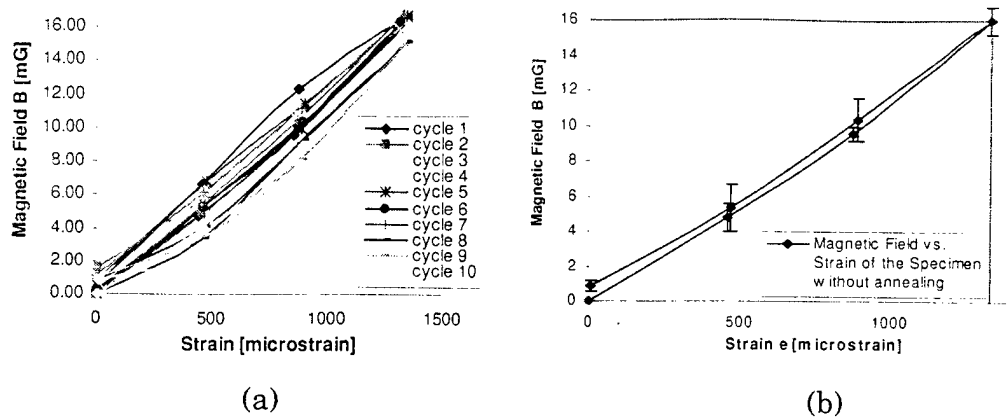 16.00
14.00
12.00
10.00
8.00
6.00
4.00
2.00
0.00
Magnetic Field B [mG]
0
500
1000
1500
Strain [microstrain]
cycle 1
cycle 2
cycle 3
cycle 4
cycle 5
cycle 6
cycle 7
cycle 8
cycle 9
cycle 10
(a)
16
14
12
10
8
6
4
2
0
Magnetic Field B [mG]
0
500
1000
Strain e [microstrain]
Magnetic Field vs.
Strain of the Specimen
without annealing
(b)